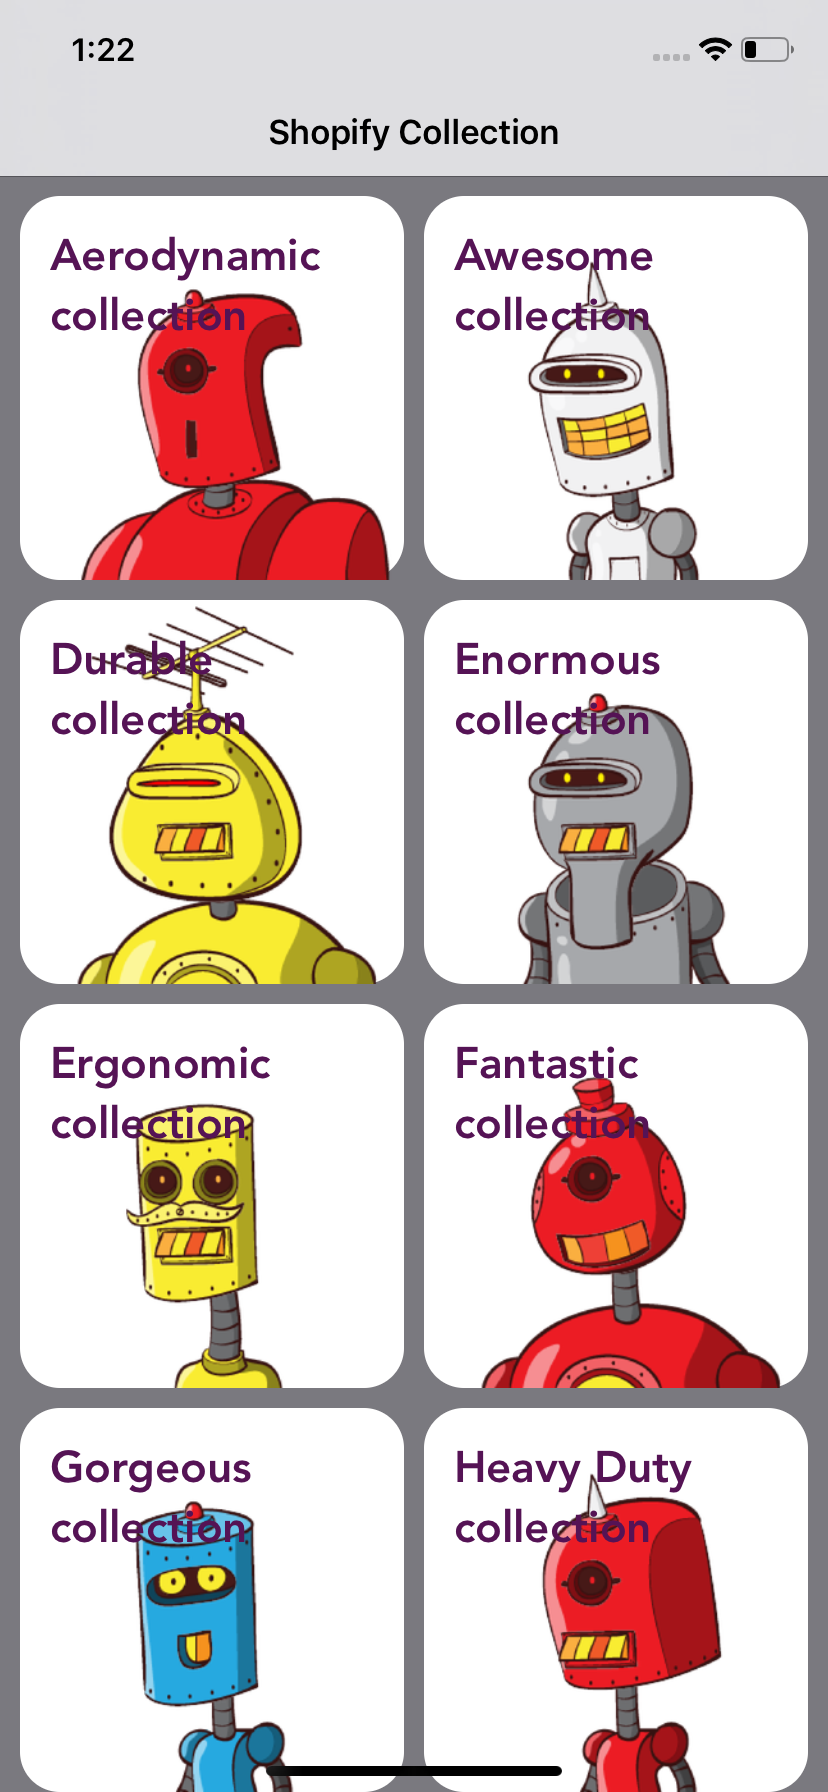 1:22
Shopify Collection
Aerodynamic
collection
Awesome
collection
Durable
collection
Enormous
collection
Ergonomic
collection
Fantastic
collection
Gorgeous
collection
Heavy Duty
collection